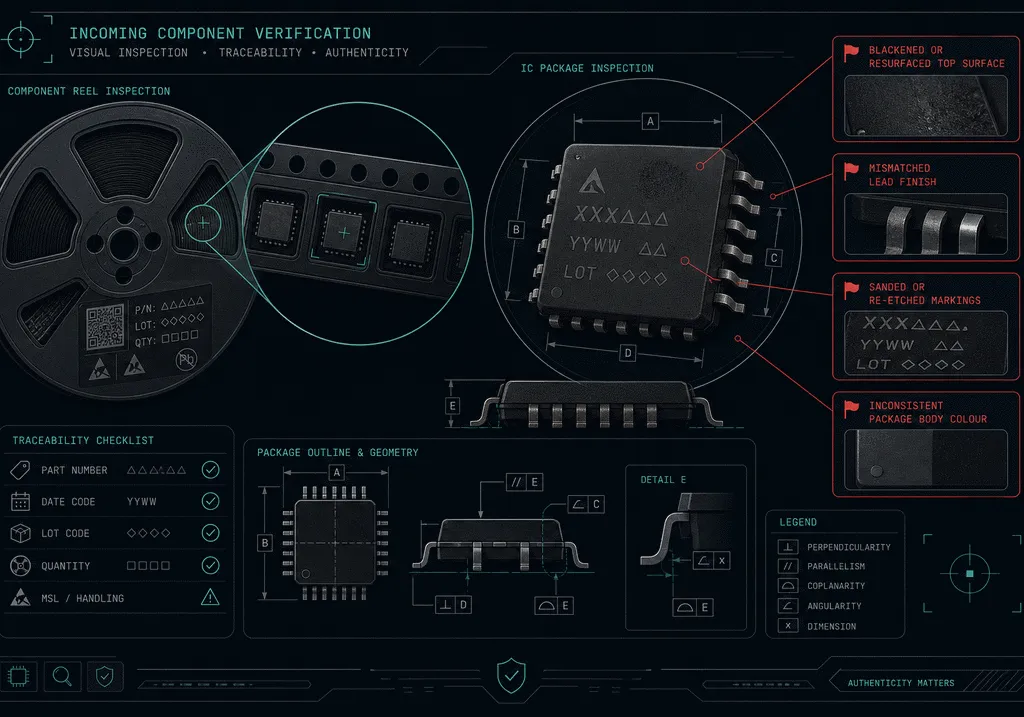 INCOMING COMPONENT VERIFICATION
VISUAL INSPECTION • TRACEABILITY • AUTHENTICITY
COMPONENT REEL INSPECTION
P/N: △△△△△
LOT: ◇◇◇◇◇
QTY: □□□□
Pb
IC PACKAGE INSPECTION
A
B
C
D
E
XXX△△△
YYWW △△
LOT ◇◇◇◇
BLACKENED OR
RESURFACED TOP SURFACE
MISMATCHED
LEAD FINISH
SANDED OR
RE-ETCHED MARKINGS
XXX△△△.
YYWW △△
LOT ◇◇◇◇
INCONSISTENT
PACKAGE BODY COLOUR
TRACEABILITY CHECKLIST
PART NUMBER △△△△△
DATE CODE YYWW
LOT CODE ◇◇◇◇
QUANTITY □□□□
MSL / HANDLING
PACKAGE OUTLINE & GEOMETRY
A
B
// E
∠ C
⊥ D
⌓ E
DETAIL E
∠ X
⌓ E
LEGEND
⊥ PERPENDICULARITY
// PARALLELISM
⌓ COPLANARITY
∠ ANGULARITY
X DIMENSION
AUTHENTICITY MATTERS